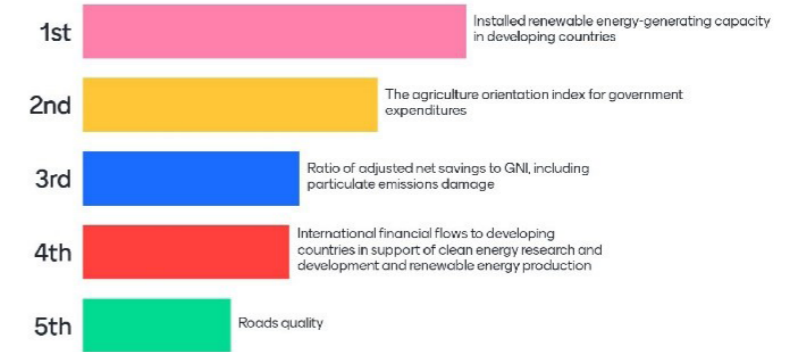 1st
Installed renewable energy-generating capacity
in developing countries
2nd
The agriculture orientation index for government
expenditures
3rd
Ratio of adjusted net savings to GNI, including
particulate emissions damage
4th
International financial flows to developing
countries in support of clean energy research and
development and renewable energy production
5th
Roads quality